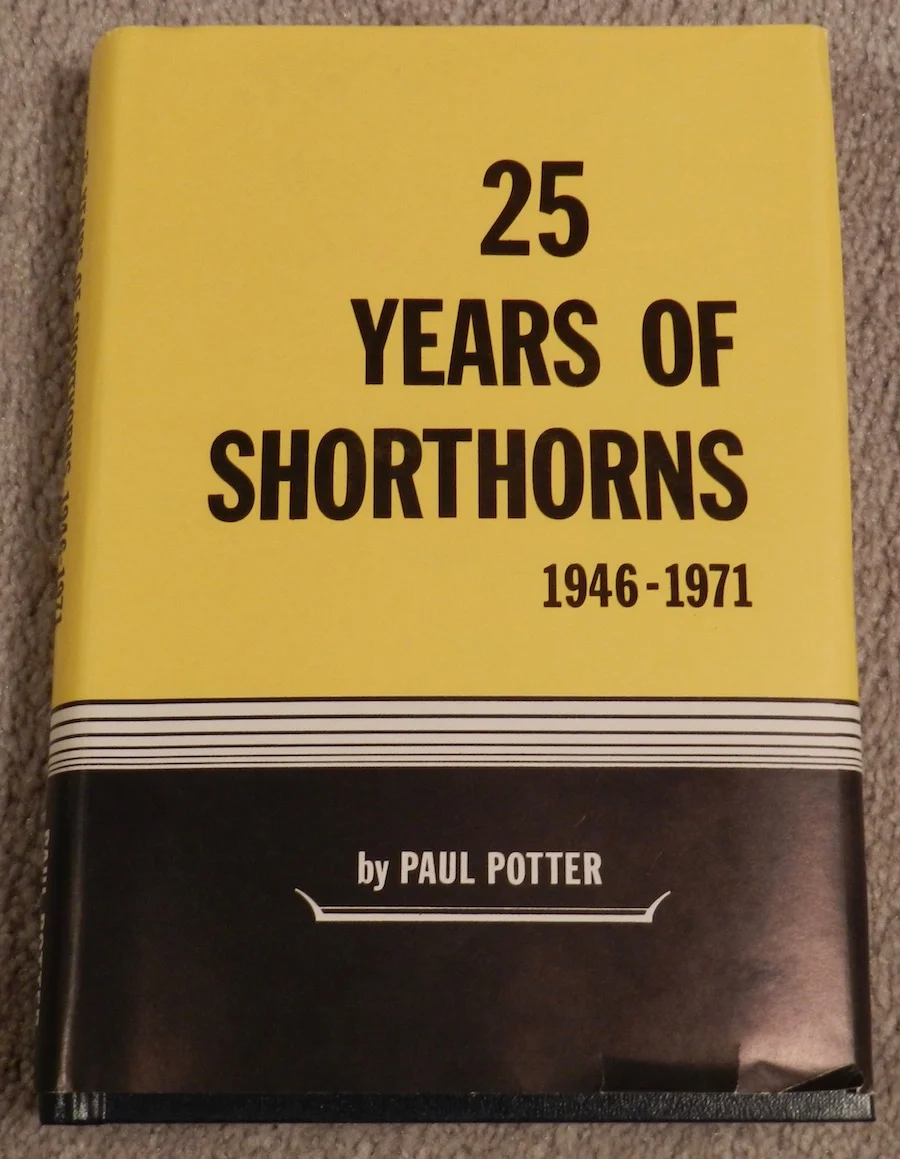 25
YEARS OF
SHORTHORNS
1946-1971
by PAUL POTTER